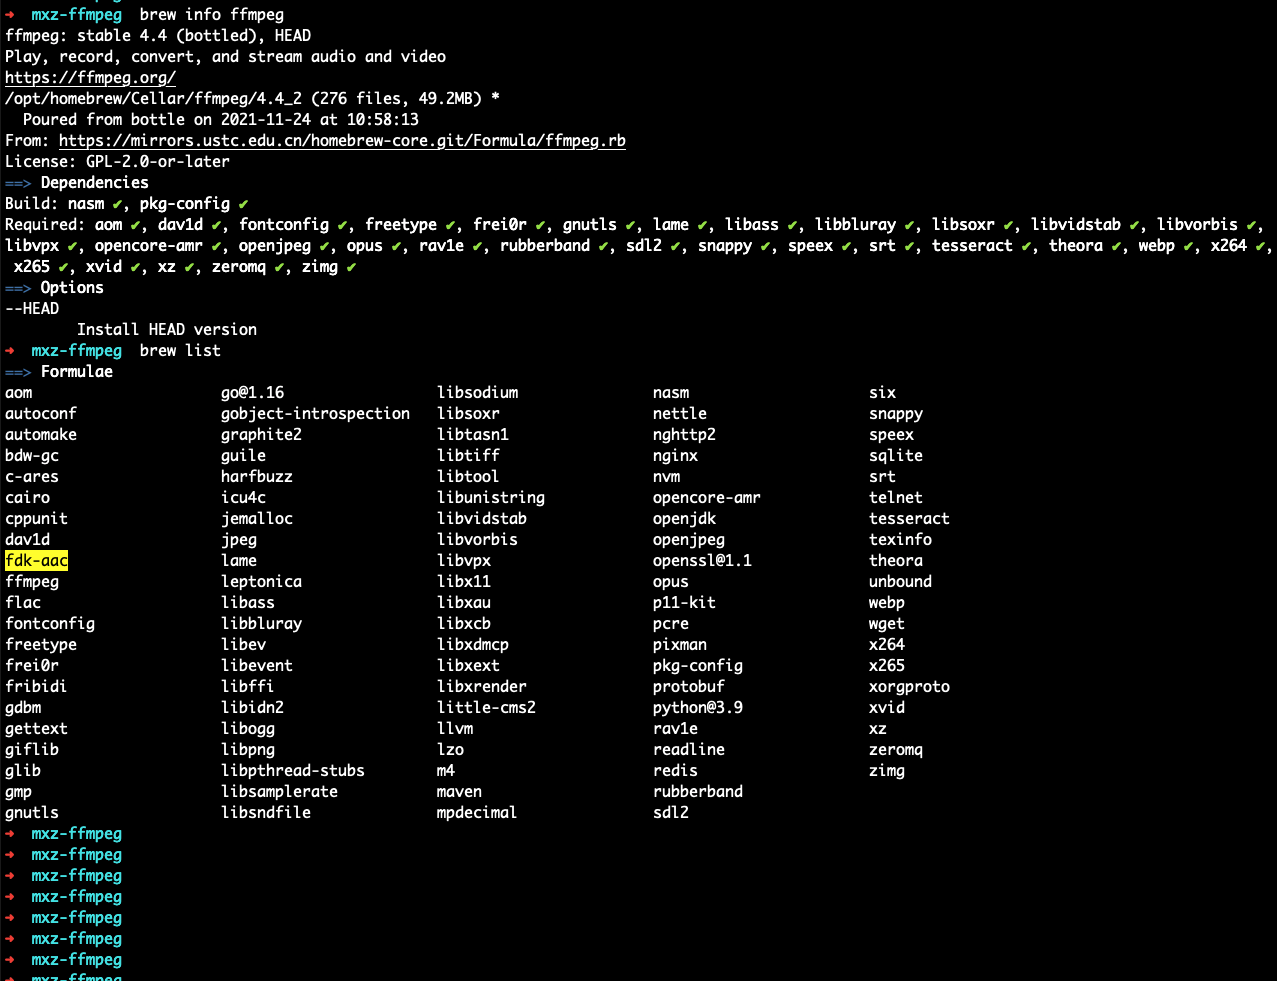 ➜  mxz-ffmpeg  brew info ffmpeg
ffmpeg: stable 4.4 (bottled), HEAD
Play, record, convert, and stream audio and video
https://ffmpeg.org/
/opt/homebrew/Cellar/ffmpeg/4.4_2 (276 files, 49.2MB) *
  Poured from bottle on 2021-11-24 at 10:58:13
From: https://mirrors.ustc.edu.cn/homebrew-core.git/Formula/ffmpeg.rb
License: GPL-2.0-or-later
==> Dependencies
Build: nasm ✔, pkg-config ✔
Required: aom ✔, dav1d ✔, fontconfig ✔, freetype ✔, frei0r ✔, gnutls ✔, lame ✔, libass ✔, libbluray ✔, libsoxr ✔, libvidstab ✔, libvorbis ✔,
libvpx ✔, opencore-amr ✔, openjpeg ✔, opus ✔, rav1e ✔, rubberband ✔, sdl2 ✔, snappy ✔, speex ✔, srt ✔, tesseract ✔, theora ✔, webp ✔, x264 ✔,
 x265 ✔, xvid ✔, xz ✔, zeromq ✔, zimg ✔
==> Options
--HEAD
        Install HEAD version
➜  mxz-ffmpeg  brew list
==> Formulae
aom                     go@1.16                 libsodium               nasm                    six
autoconf                gobject-introspection   libsoxr                 nettle                  snappy
automake                graphite2               libtasn1                nghttp2                 speex
bdw-gc                  guile                   libtiff                 nginx                   sqlite
c-ares                  harfbuzz                libtool                 nvm                     srt
cairo                   icu4c                   libunistring            opencore-amr            telnet
cppunit                 jemalloc                libvidstab              openjdk                 tesseract
dav1d                   jpeg                    libvorbis               openjpeg                texinfo
fdk-aac                 lame                    libvpx                  openssl@1.1             theora
ffmpeg                  leptonica               libx11                  opus                    unbound
flac                    libass                  libxau                  p11-kit                 webp
fontconfig              libbluray               libxcb                  pcre                    wget
freetype                libev                   libxdmcp                pixman                  x264
frei0r                  libevent                libxext                 pkg-config              x265
fribidi                 libffi                  libxrender              protobuf                xorgproto
gdbm                    libidn2                 little-cms2             python@3.9              xvid
gettext                 libogg                  llvm                    rav1e                   xz
giflib                  libpng                  lzo                     readline                zeromq
glib                    libpthread-stubs        m4                      redis                   zimg
gmp                     libsamplerate           maven                   rubberband
gnutls                  libsndfile              mpdecimal               sdl2
➜  mxz-ffmpeg
➜  mxz-ffmpeg
➜  mxz-ffmpeg
➜  mxz-ffmpeg
➜  mxz-ffmpeg
➜  mxz-ffmpeg
➜  mxz-ffmpeg
➜  mxz-ffmpeg